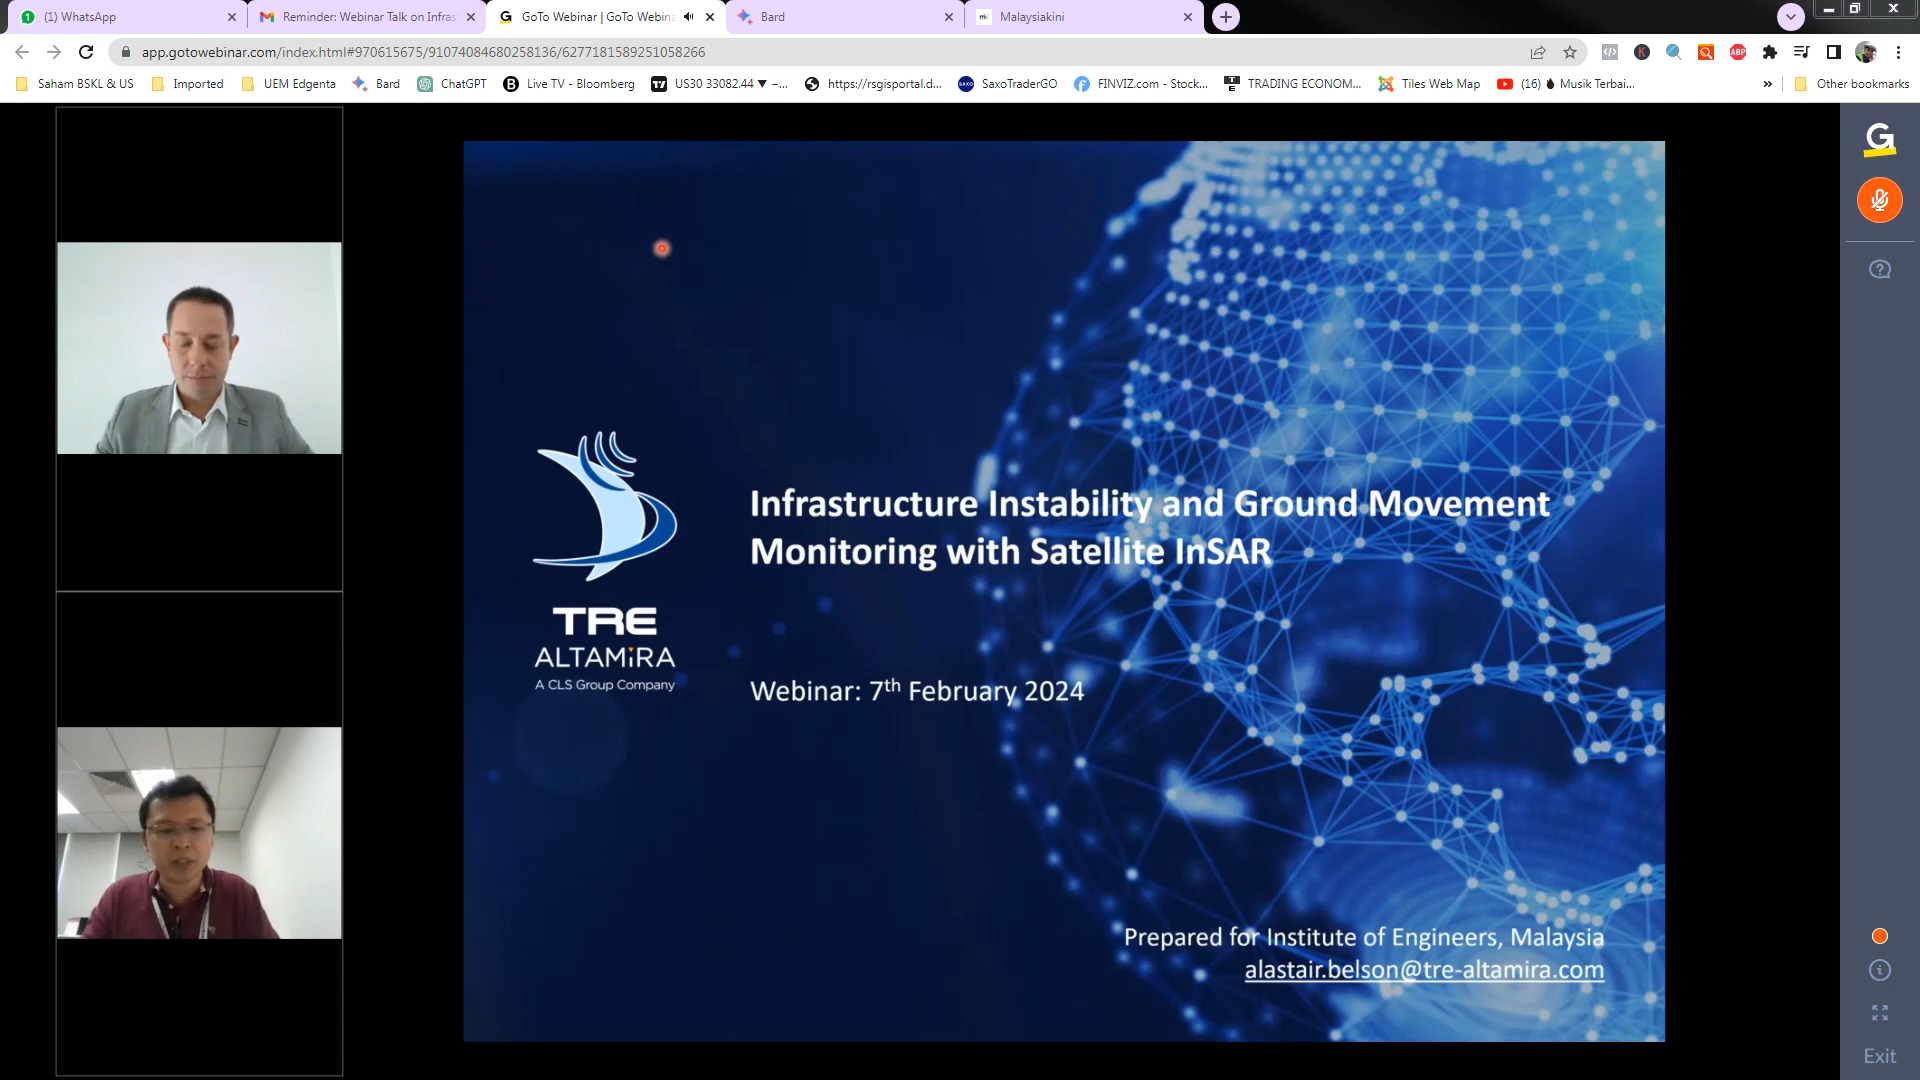 (1) WhatsApp
Reminder: Webinar Talk on Infras
GoTo Webinar | GoTo Webina
Bard
Malaysiakini
app.gotowebinar.com/index.html#970615675/91074084680258136/6277181589251058266
ABP
Saham BSKL & US
Imported
UEM Edgenta
Bard
ChatGPT
Live TV - Bloomberg
US30 33082.44 ▼ −...
https://rsgisportal.d...
SaxoTraderGO
FINVIZ.com - Stock...
TRADING ECONOM...
Tiles Web Map
(16) Musik Terbai...
»
Other bookmarks
Infrastructure Instability and Ground Movement
Monitoring with Satellite InSAR
TRE
ALTAMiRA
A CLS Group Company
Webinar: 7th February 2024
Prepared for Institute of Engineers, Malaysia
alastair.belson@tre-altamira.com
Exit